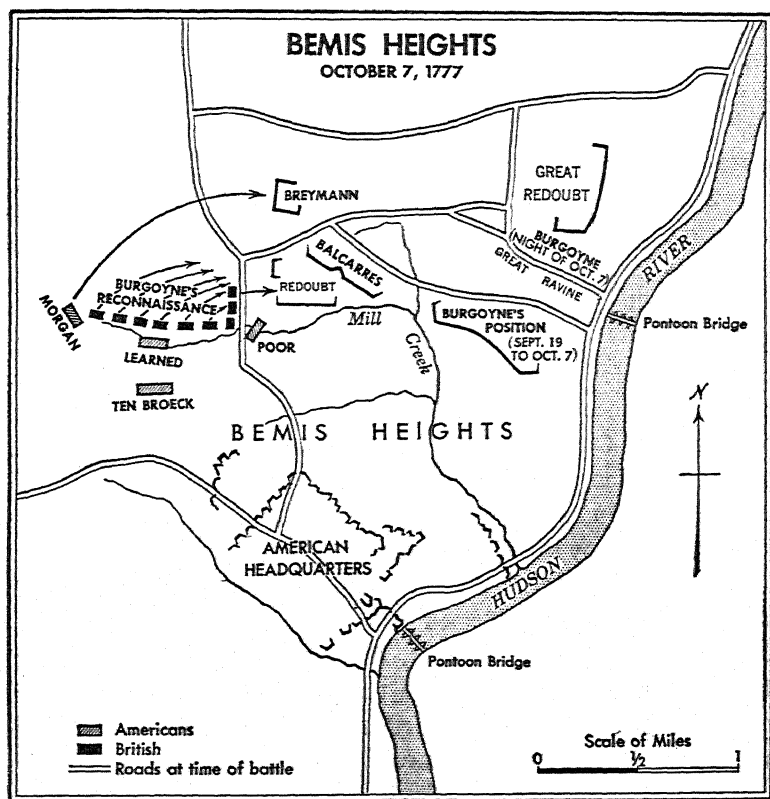 BEMIS HEIGHTS
OCTOBER 7, 1777
GREAT
REDOUBT
BREYMANN
BURGOYNE
(NIGHT OF OCT. 7)
GREAT RAVINE
RIVER
BALCARRES
REDOUBT
BURGOYNE'S
RECONNAISSANCE
MORGAN
LEARNED
TEN BROECK
POOR
Mill
Creek
BURGOYNE'S
POSITION
(SEPT. 19
TO OCT. 7)
Pontoon Bridge
N
BEMIS HEIGHTS
AMERICAN
HEADQUARTERS
HUDSON
Pontoon Bridge
Americans
British
Roads at time of battle
Scale of Miles
0 ½ 1